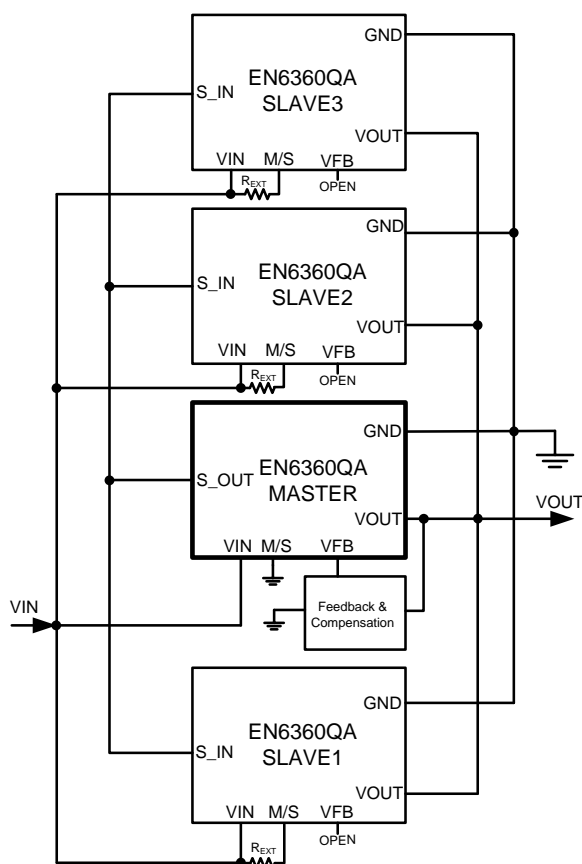 GND
EN6360QA
SLAVE3
S_IN
VOUT
VIN M/S VFB
REXT
OPEN
GND
EN6360QA
SLAVE2
S_IN
VOUT
VIN M/S VFB
REXT
OPEN
GND
EN6360QA
MASTER
S_OUT
VOUT
VOUT
VIN M/S VFB
Feedback &
Compensation
VIN
GND
EN6360QA
SLAVE1
S_IN
VOUT
VIN M/S VFB
REXT
OPEN